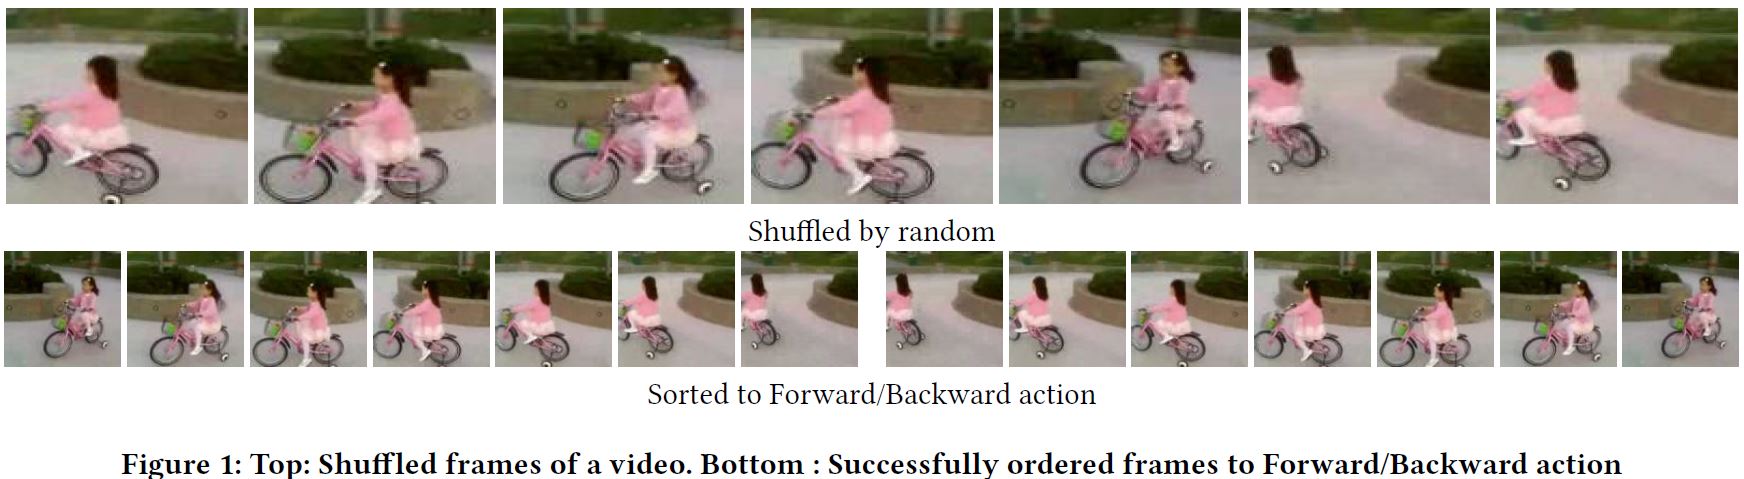 Shuffled by random
Sorted to Forward/Backward action
Figure 1: Top: Shuffled frames of a video. Bottom : Successfully ordered frames to Forward/Backward action